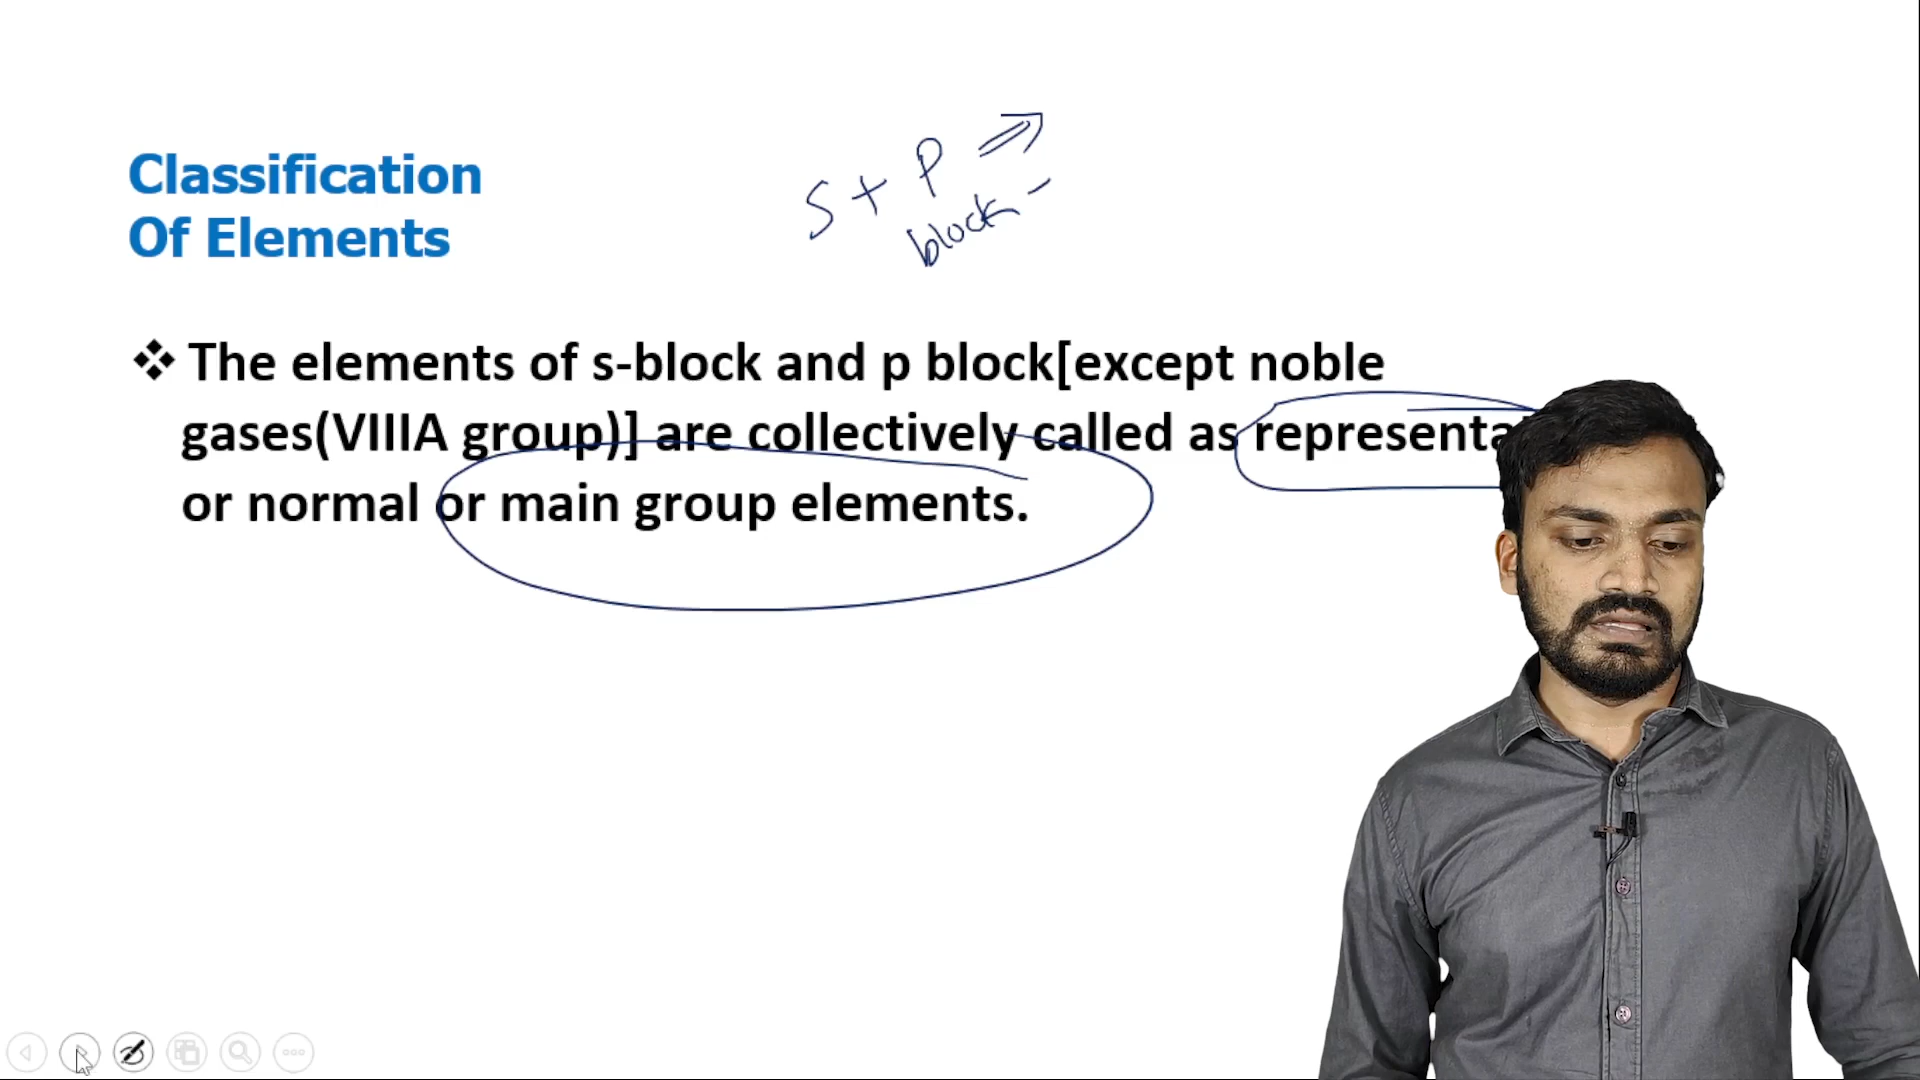 Classification
Of Elements
S + P ⇒
block -
❖ The elements of s-block and p block[except noble
gases(VIIIA group)] are collectively called as
or normal or main group elements.